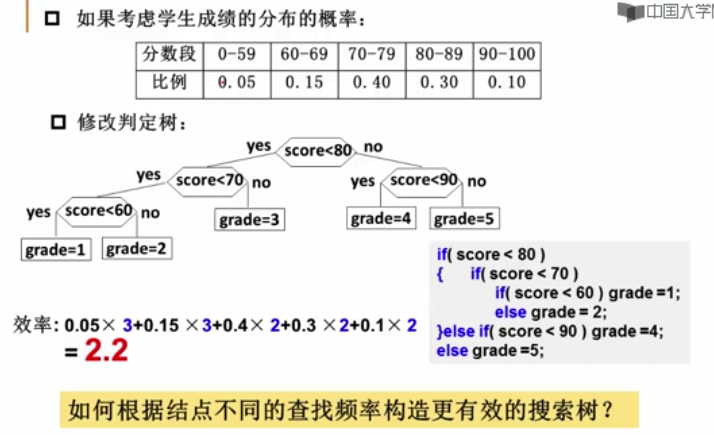 中国大学
如果考虑学生成绩的分布的概率：
分数段 0-59 60-69 70-79 80-89 90-100
比例 0.05 0.15 0.40 0.30 0.10
修改判定树：
yes score<80 no
yes score<70 no yes score<90 no
yes score<60 no grade=3 grade=4 grade=5
grade=1 grade=2
if( score < 80 )
{ if( score < 70 )
if( score < 60 ) grade =1;
else grade = 2;
}else if( score < 90 ) grade =4;
else grade =5;
效率: 0.05× 3+0.15 ×3+0.4× 2+0.3 ×2+0.1× 2
= 2.2
如何根据结点不同的查找频率构造更有效的搜索树？